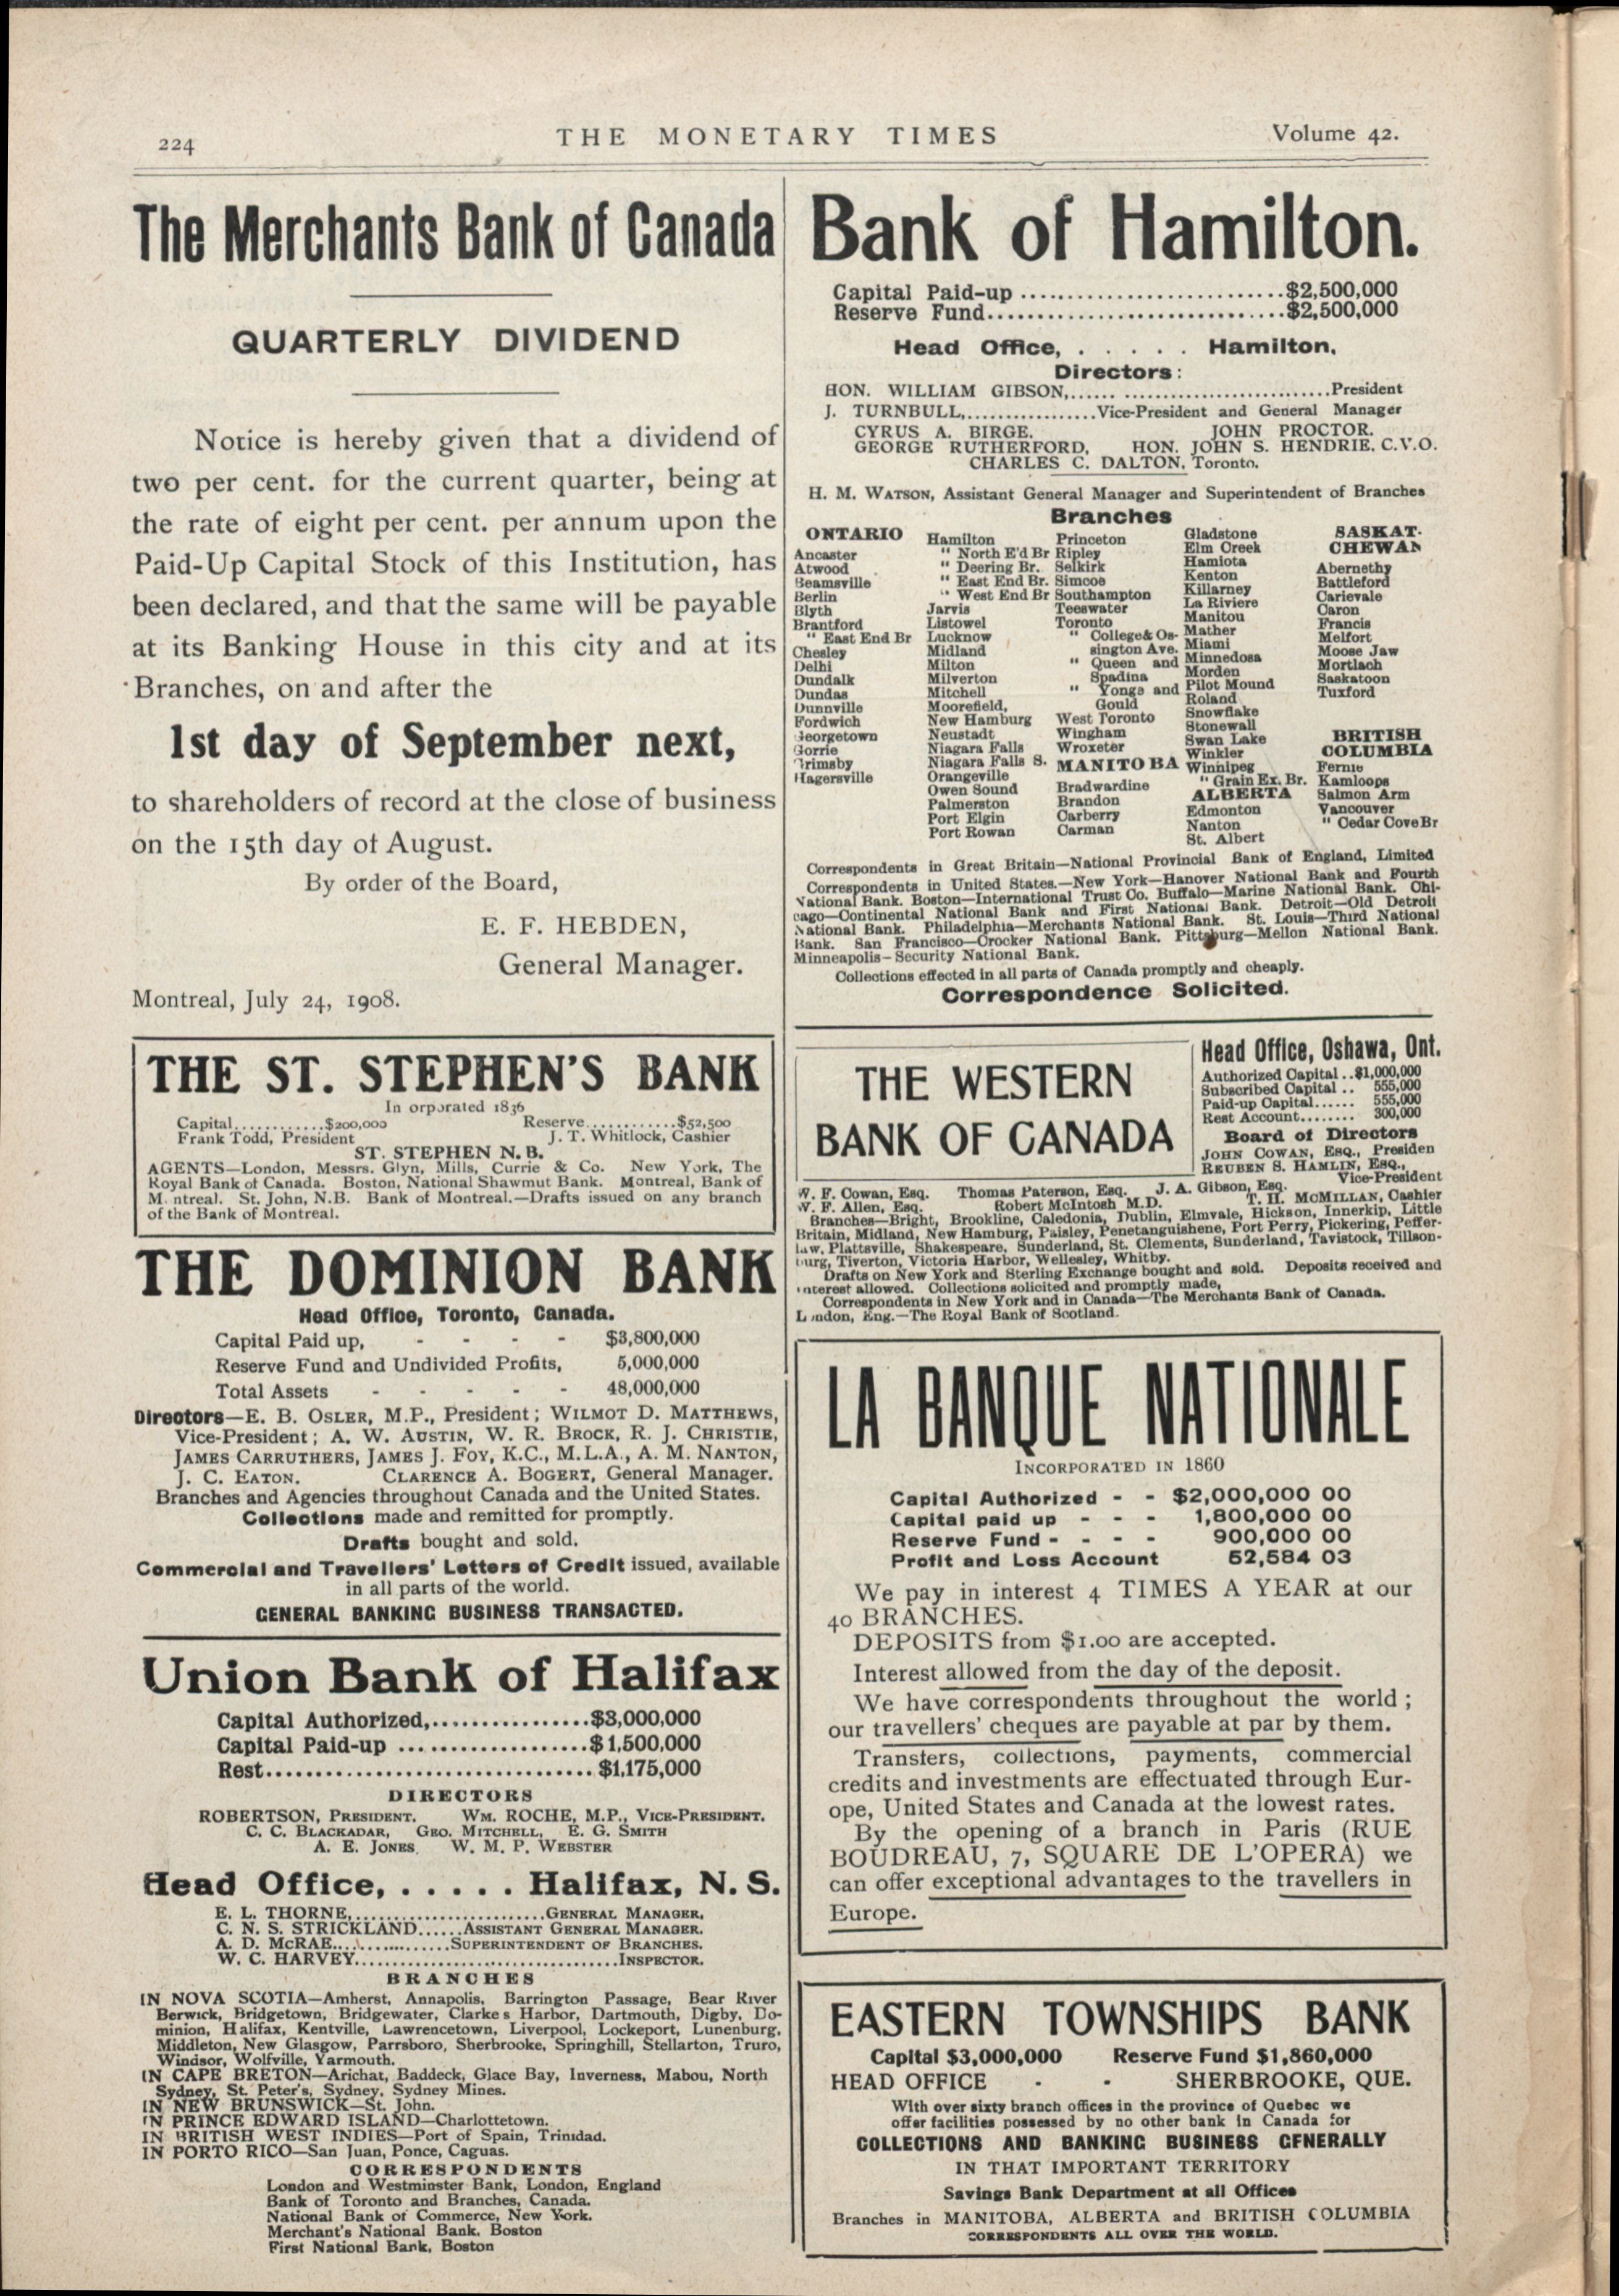 224
THE MONETARY TIMES
Volume 42.
The Merchants Bank of Canada
QUARTERLY DIVIDEND
Notice is hereby given that a dividend of
two per cent. for the current quarter, being at
the rate of eight per cent. per annum upon the
Paid-Up Capital Stock of this Institution, has
been declared, and that the same will be payable
at its Banking House in this city and at its
Branches, on and after the
1st day of September next,
to shareholders of record at the close of business
on the 15th day of August.
By order of the Board,
E. F. HEBDEN,
General Manager.
Montreal, July 24, 1908.
THE ST. STEPHEN'S BANK
In orporated 1836
Capital............$200,000 Reserve............$52,500
Frank Todd, President J. T. Whitlock, Cashier
ST. STEPHEN N. B.
AGENTS—London, Messrs. Glyn, Mills, Currie & Co. New York, The
Royal Bank of Canada. Boston, National Shawmut Bank. Montreal, Bank of
M ntreal. St. John, N.B. Bank of Montreal.—Drafts issued on any branch
of the Bank of Montreal.
THE DOMINION BANK
Head Office, Toronto, Canada.
Capital Paid up, - - - - $3,800,000
Reserve Fund and Undivided Profits, 5,000,000
Total Assets - - - - - 48,000,000
Directors—E. B. OSLER, M.P., President; WILMOT D. MATTHEWS,
Vice-President; A. W. AUSTIN, W. R. BROCK, R. J. CHRISTIE,
JAMES CARRUTHERS, JAMES J. FOY, K.C., M.L.A., A. M. NANTON,
J. C. EATON. CLARENCE A. BOGERT, General Manager.
Branches and Agencies throughout Canada and the United States.
Collections made and remitted for promptly.
Drafts bought and sold.
Commercial and Travellers' Letters of Credit issued, available
in all parts of the world.
GENERAL BANKING BUSINESS TRANSACTED.
Union Bank of Halifax
Capital Authorized,.................$3,000,000
Capital Paid-up ....................$1,500,000
Rest................................. $1,175,000
DIRECTORS
ROBERTSON, PRESIDENT. WM. ROCHE, M.P., VICE-PRESIDENT.
C. C. BLACKADAR, GEO. MITCHELL, E. G. SMITH
A. E. JONES, W. M. P. WEBSTER
Head Office, . . . . . Halifax, N. S.
E. L. THORNE,........................GENERAL MANAGER.
C. N. S. STRICKLAND......ASSISTANT GENERAL MANAGER.
A. D. McRAE................SUPERINTENDENT OF BRANCHES.
W. C. HARVEY...................................INSPECTOR.
BRANCHES
IN NOVA SCOTIA—Amherst, Annapolis, Barrington Passage, Bear River
Berwick, Bridgetown, Bridgewater, Clarke s Harbor, Dartmouth, Digby, Do-
minion, Halifax, Kentville, Lawrencetown, Liverpool, Lockeport, Lunenburg,
Middleton, New Glasgow, Parrsboro, Sherbrooke, Springhill, Stellarton, Truro,
Windsor, Wolfville, Yarmouth.
IN CAPE BRETON—Arichat, Baddeck, Glace Bay, Inverness, Mabou, North
Sydney, St. Peter's, Sydney, Sydney Mines.
IN NEW BRUNSWICK—St. John.
IN PRINCE EDWARD ISLAND—Charlottetown.
IN BRITISH WEST INDIES—Port of Spain, Trinidad.
IN PORTO RICO—San Juan, Ponce, Caguas.
CORRESPONDENTS
London and Westminster Bank, London, England
Bank of Toronto and Branches, Canada.
National Bank of Commerce, New York.
Merchant's National Bank, Boston
First National Bank, Boston
Bank of Hamilton.
Capital Paid-up ............................$2,500,000
Reserve Fund................................$2,500,000
Head Office, . . . . . Hamilton.
Directors:
HON. WILLIAM GIBSON,..................................President
J. TURNBULL,.................Vice-President and General Manager
CYRUS A. BIRGE. JOHN PROCTOR.
GEORGE RUTHERFORD, HON. JOHN S. HENDRIE, C.V.O.
CHARLES C. DALTON, Toronto.
H. M. WATSON, Assistant General Manager and Superintendent of Branches
Branches
ONTARIO
Ancaster
Atwood
Beamsville
Berlin
Blyth
Brantford
" East End Br
Chesley
Delhi
Dundalk
Dundas
Dunnville
Fordwich
Georgetown
Gorrie
Grimsby
Hagersville
Hamilton
" North E'd Br
" Deering Br.
" East End Br.
" West End Br
Jarvis
Listowel
Lucknow
Midland
Milton
Milverton
Mitchell
Moorefield,
New Hamburg
Neustadt
Niagara Falls
Niagara Falls S.
Orangeville
Owen Sound
Palmerston
Port Elgin
Port Rowan
Princeton
Ripley
Selkirk
Simcoe
Southampton
Teeswater
Toronto
" College & Os-
sington Ave.
" Queen and
Spadina
" Yonge and
Gould
West Toronto
Wingham
Wroxeter
MANITOBA
Bradwardine
Brandon
Carberry
Carman
Gladstone
Elm Creek
Hamiota
Kenton
Killarney
La Riviere
Manitou
Mather
Miami
Minnedosa
Morden
Pilot Mound
Roland
Snowflake
Stonewall
Swan Lake
Winkler
Winnipeg
" Grain Ex. Br.
ALBERTA
Edmonton
Nanton
St. Albert
SASKAT-
CHEWAN
Abernethy
Battleford
Carievale
Caron
Francis
Melfort
Moose Jaw
Mortlach
Saskatoon
Tuxford
BRITISH
COLUMBIA
Fernie
Kamloops
Salmon Arm
Vancouver
" Cedar Cove Br
Correspondents in Great Britain—National Provincial Bank of England, Limited
Correspondents in United States.—New York—Hanover National Bank and Fourth
National Bank. Boston—International Trust Co. Buffalo—Marine National Bank. Chi-
cago—Continental National Bank and First National Bank. Detroit—Old Detroit
National Bank. Philadelphia—Merchants National Bank. St. Louis—Third National
Bank. San Francisco—Crocker National Bank. Pittsburg—Mellon National Bank.
Minneapolis—Security National Bank.
Collections effected in all parts of Canada promptly and cheaply.
Correspondence Solicited.
THE WESTERN
BANK OF CANADA
Head Office, Oshawa, Ont.
Authorized Capital ..$1,000,000
Subscribed Capital .. 555,000
Paid-up Capital...... 555,000
Rest Account........ 300,000
Board of Directors
JOHN COWAN, ESQ., Presiden
REUBEN S. HAMLIN, ESQ.,
Vice-President
W. F. Cowan, Esq. Thomas Paterson, Esq. J. A. Gibson, Esq.
W. F. Allen, Esq. Robert McIntosh M.D. T. H. MCMILLAN, Cashier
Branches—Bright, Brookline, Caledonia, Dublin, Elmvale, Hickson, Innerkip, Little
Britain, Midland, New Hamburg, Paisley, Penetanguishene, Port Perry, Pickering, Peffer-
law, Plattsville, Shakespeare, Sunderland, St. Clements, Sunderland, Tavistock, Tillson-
burg, Tiverton, Victoria Harbor, Wellesley, Whitby.
Drafts on New York and Sterling Exchange bought and sold. Deposits received and
interest allowed. Collections solicited and promptly made.
Correspondents in New York and in Canada—The Merchants Bank of Canada.
L ndon, Eng.—The Royal Bank of Scotland.
LA BANQUE NATIONALE
INCORPORATED IN 1860
Capital Authorized - - $2,000,000 00
Capital paid up - - - 1,800,000 00
Reserve Fund - - - - 900,000 00
Profit and Loss Account 52,584 03
We pay in interest 4 TIMES A YEAR at our
40 BRANCHES.
DEPOSITS from $1.00 are accepted.
Interest allowed from the day of the deposit.
We have correspondents throughout the world;
our travellers' cheques are payable at par by them.
Transfers, collections, payments, commercial
credits and investments are effectuated through Eur-
ope, United States and Canada at the lowest rates.
By the opening of a branch in Paris (RUE
BOUDREAU, 7, SQUARE DE L'OPERA) we
can offer exceptional advantages to the travellers in
Europe.
EASTERN TOWNSHIPS BANK
Capital $3,000,000 Reserve Fund $1,860,000
HEAD OFFICE - - SHERBROOKE, QUE.
With over sixty branch offices in the province of Quebec we
offer facilities possessed by no other bank in Canada for
COLLECTIONS AND BANKING BUSINESS GENERALLY
IN THAT IMPORTANT TERRITORY
Savings Bank Department at all Offices
Branches in MANITOBA, ALBERTA and BRITISH COLUMBIA
CORRESPONDENTS ALL OVER THE WORLD.